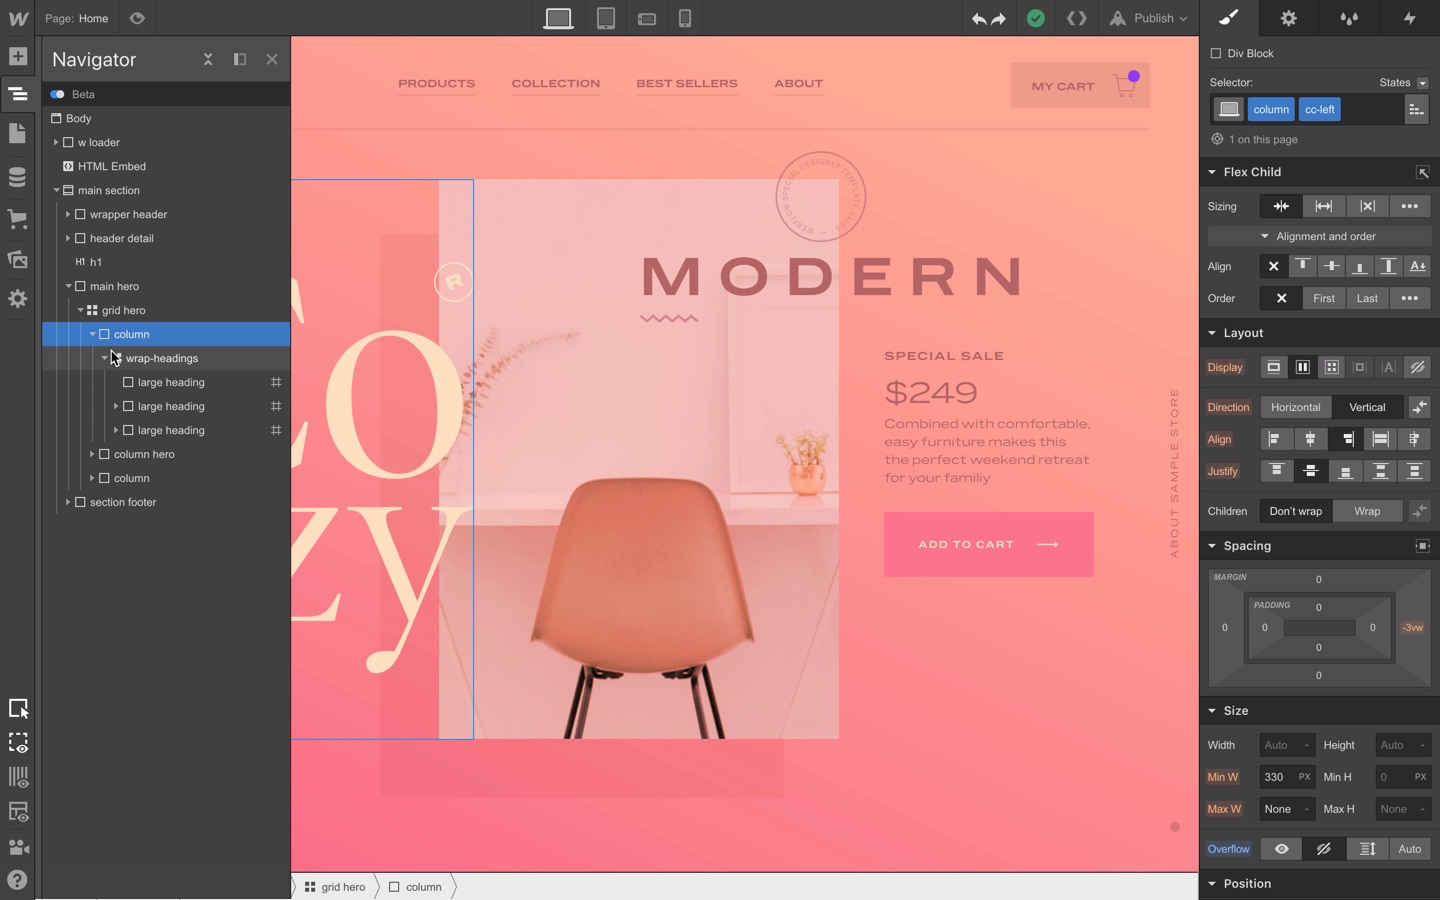 Page: Home
Publish
Navigator
Beta
Body
w loader
HTML Embed
main section
wrapper header
header detail
H1 h1
main hero
grid hero
column
wrap-headings
large heading
large heading
large heading
column hero
column
section footer
PRODUCTS
COLLECTION
BEST SELLERS
ABOUT
MY CART
SPECIAL DESIGNER TEMPLATE SALES — WEBFLOW
R
MODERN
Co
zy
SPECIAL SALE
$249
Combined with comfortable,
easy furniture makes this
the perfect weekend retreat
for your familiy
ADD TO CART
ABOUT SAMPLE STORE
grid hero
column
Div Block
Selector:
States
column
cc-left
1 on this page
Flex Child
Sizing
Alignment and order
Align
Order
First
Last
Layout
Display
Direction
Horizontal
Vertical
Align
Justify
Children
Don't wrap
Wrap
Spacing
MARGIN
0
PADDING
0
0
0
0
-3vw
0
0
Size
Width
Auto
-
Height
Auto
-
Min W
330
PX
Min H
0
PX
Max W
None
-
Max H
None
-
Overflow
Auto
Position